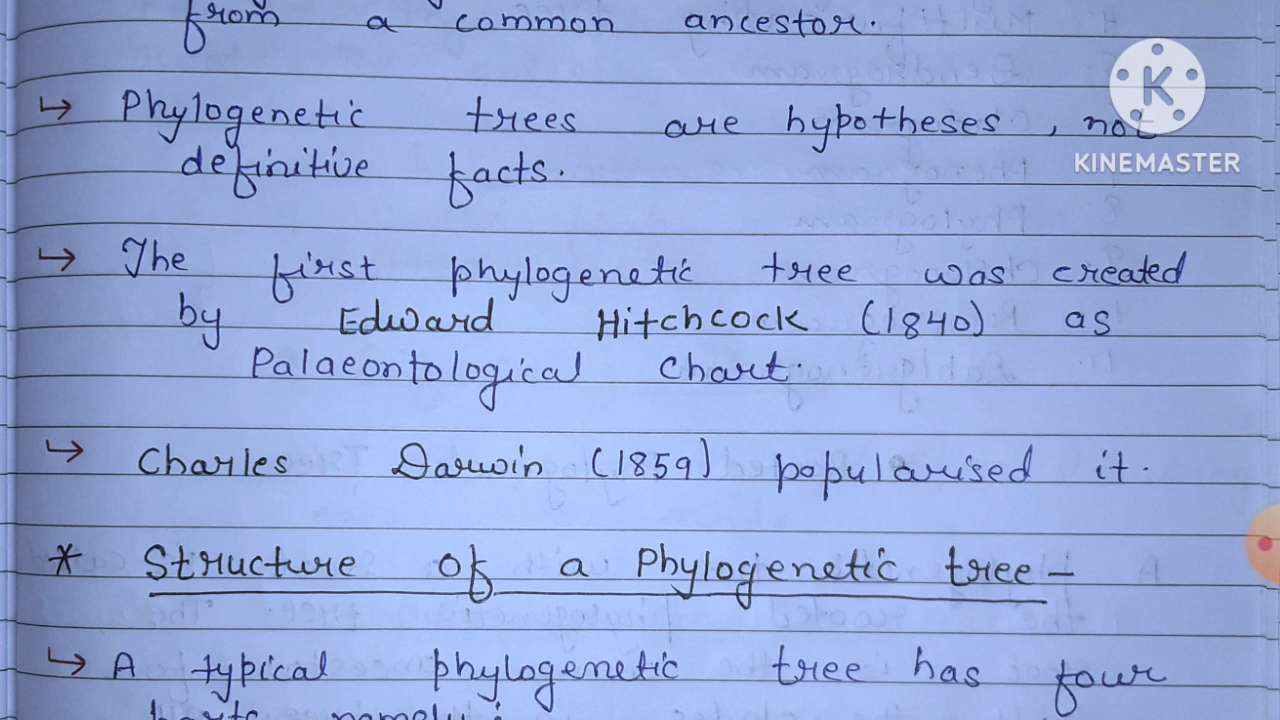 from a common ancestor.
↳ Phylogenetic trees are hypotheses, not
definitive facts.
↳ The first phylogenetic tree was created
by Edward Hitchcock (1840) as
Palaeontological chart.
↳ Charles Darwin (1859) popularised it.
* Structure of a Phylogenetic tree -
↳ A typical phylogenetic tree has four
parts namely :
K
KINEMASTER